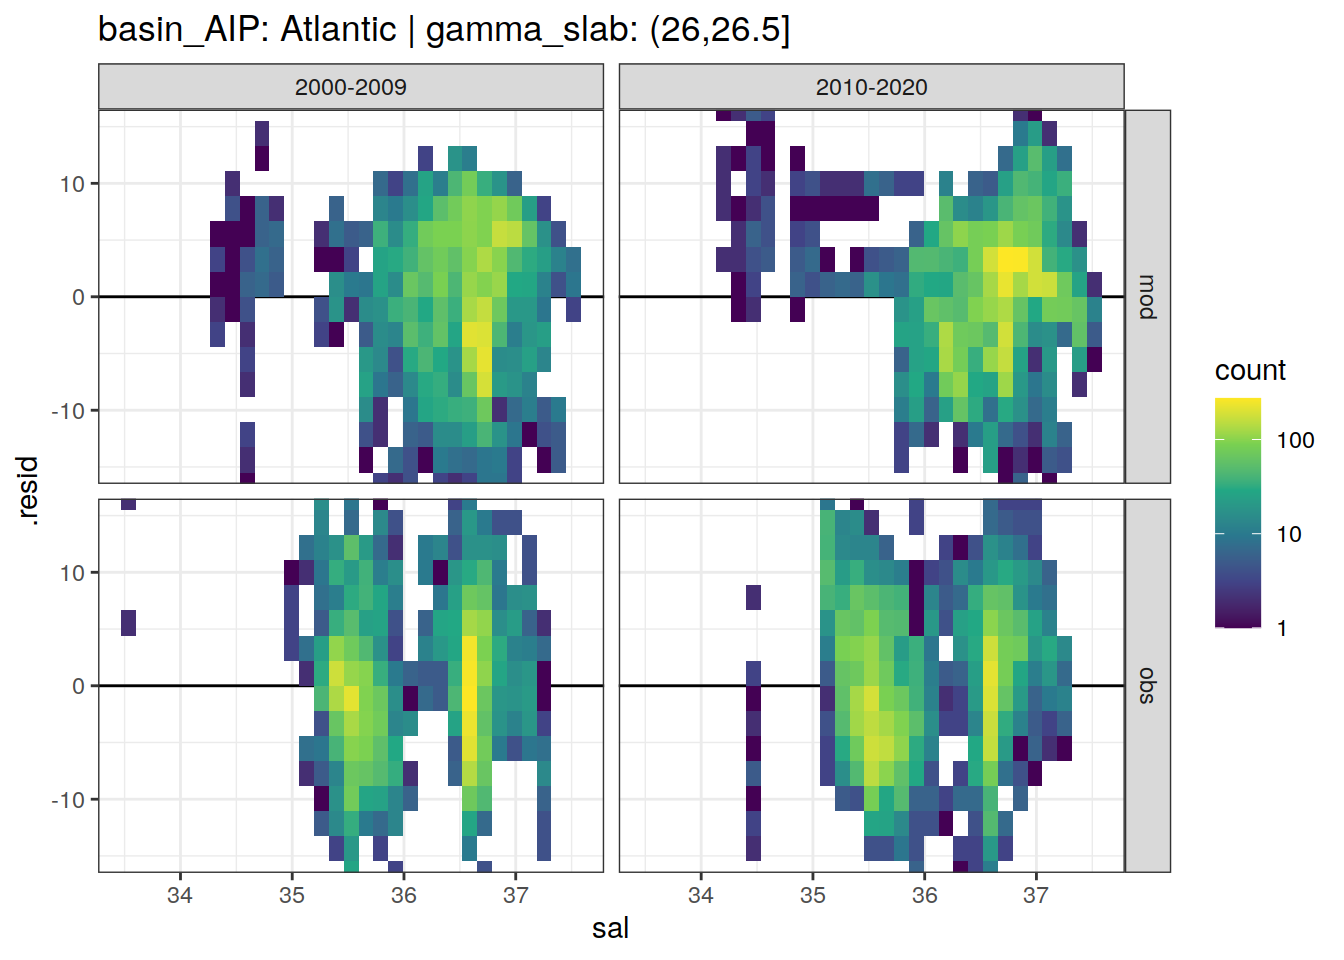 basin_AIP: Atlantic | gamma_slab: (26,26.5]
2000-2009 2010-2020
10
0
-10
mod
10
0
-10
obs
.resid
34 35 36 37 34 35 36 37
sal
count
100
10
1